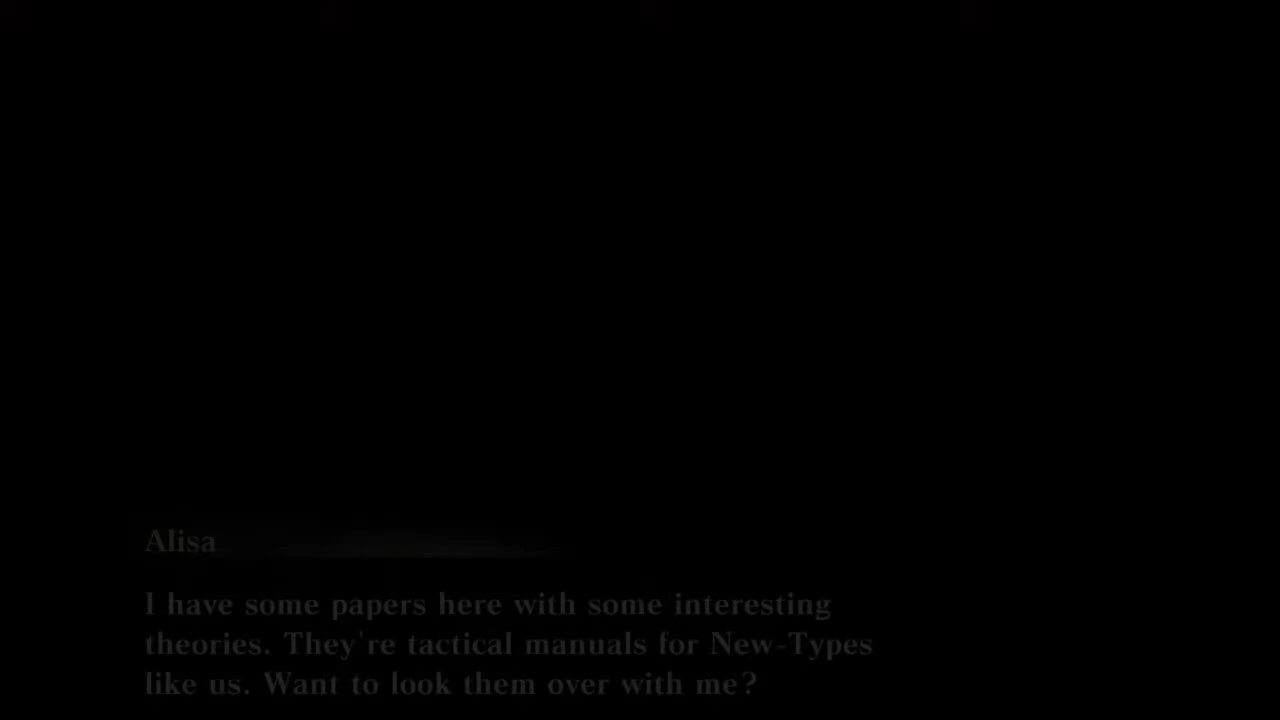 Alisa
I have some papers here with some interesting
theories. They're tactical manuals for New-Types
like us. Want to look them over with me?